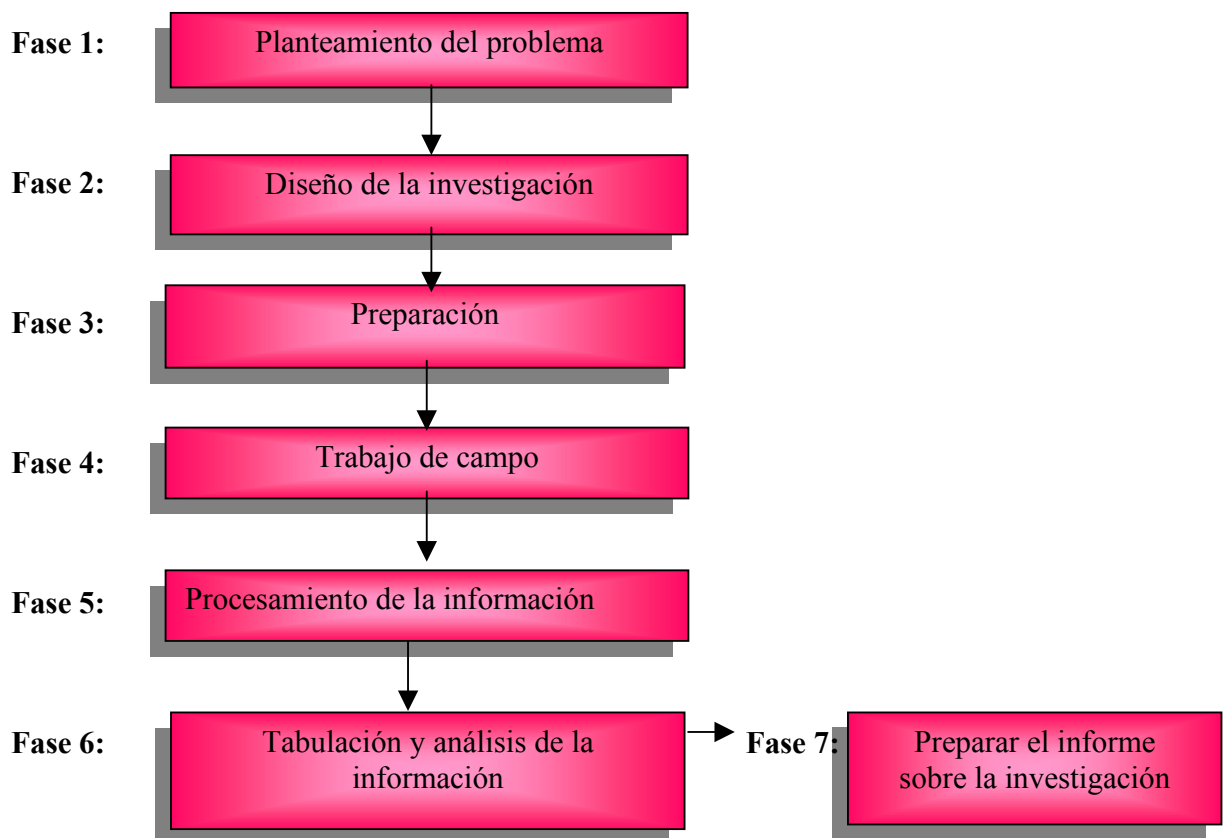 Fase 1:
Planteamiento del problema
Fase 2:
Diseño de la investigación
Fase 3:
Preparación
Fase 4:
Trabajo de campo
Fase 5:
Procesamiento de la información
Fase 6:
Tabulación y análisis de la
información
Fase 7:
Preparar el informe
sobre la investigación